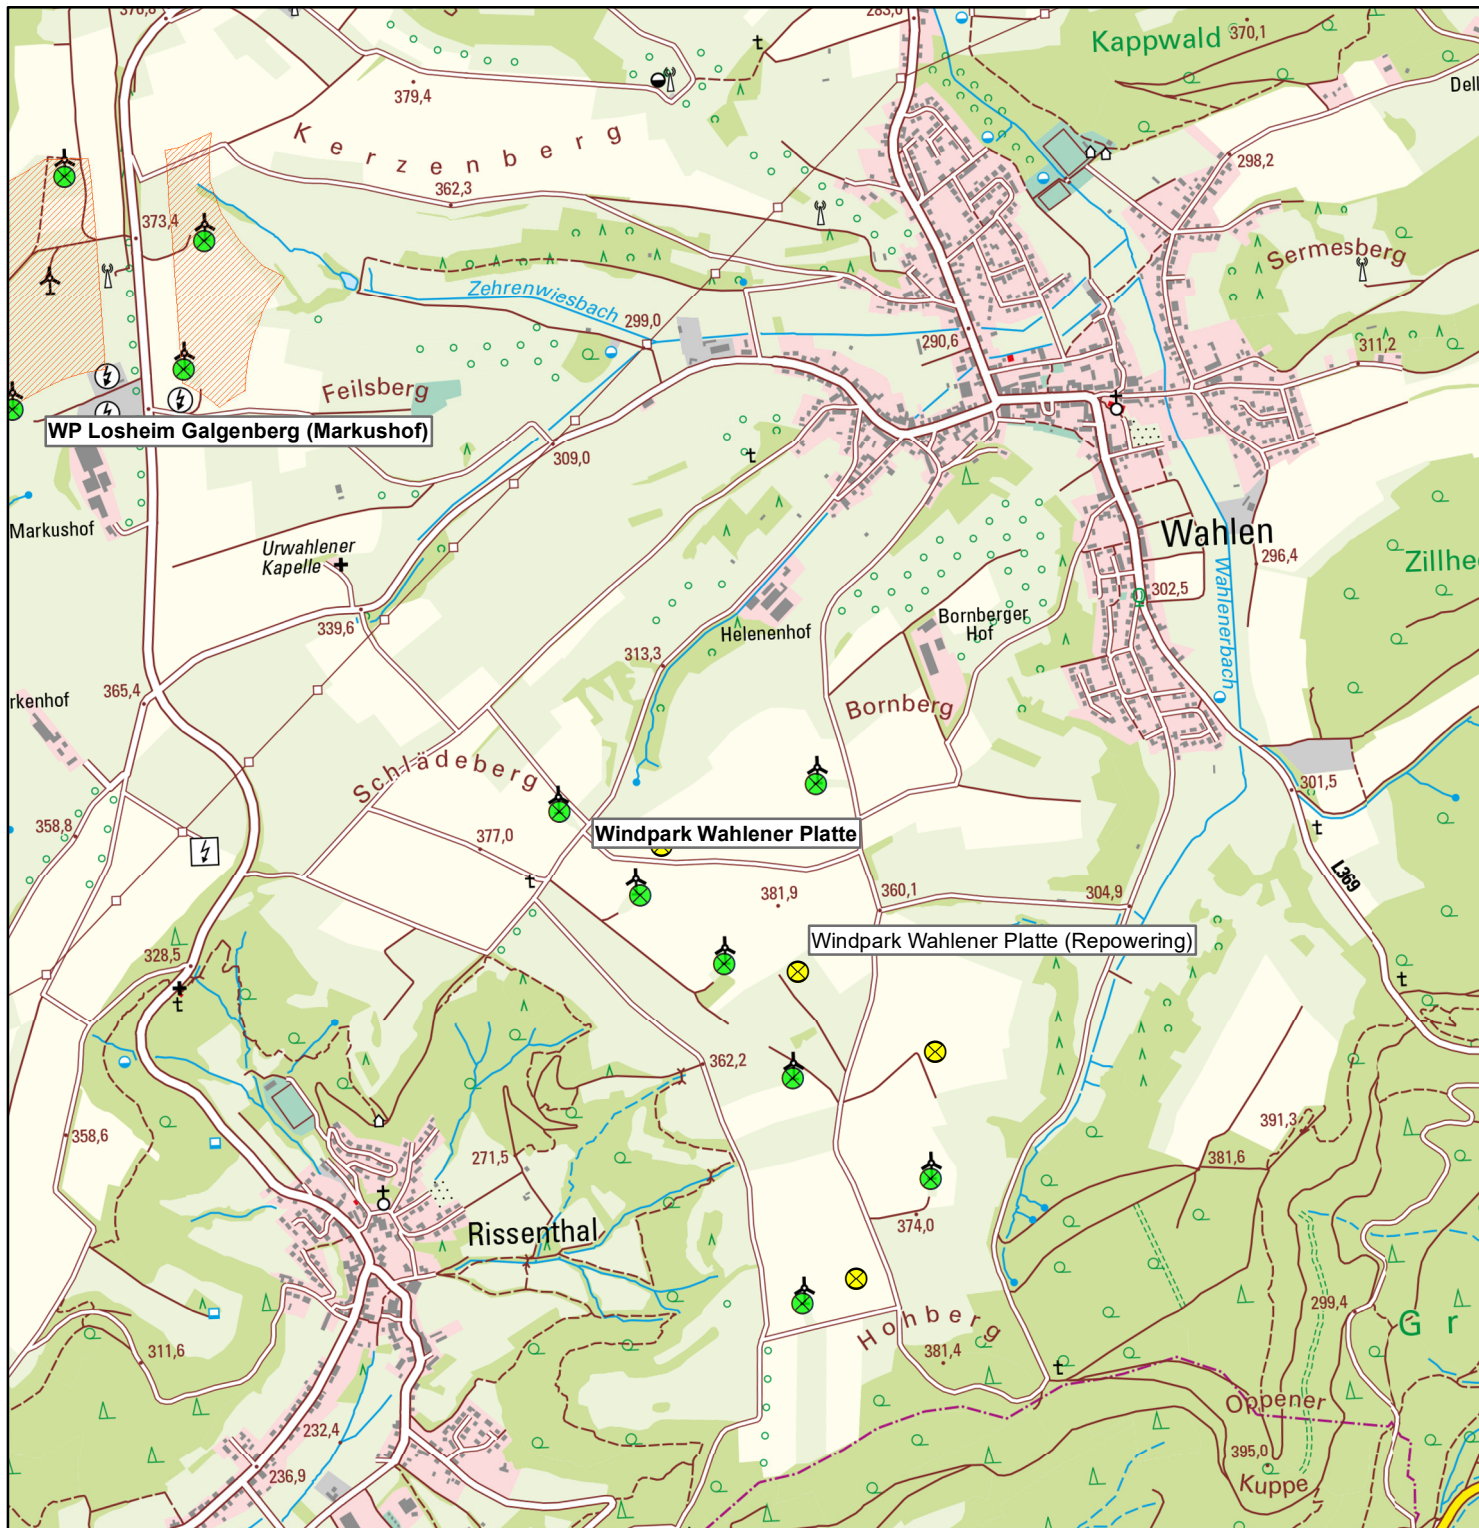 376,8
283,0
Kappwald
370,1
Dell
379,4
Kerzenberg
298,2
362,3
373,4
Sermesberg
Zehrenwiesbach
299,0
290,6
311,2
Feilsberg
WP Losheim Galgenberg (Markushof)
309,0
Markushof
Wahlen
Urwahlener
Kapelle
296,4
Zillhe
302,5
Wahlenerbach
339,6
Helenenhof
Bornberger
Hof
313,3
365,4
rkenhof
Bornberg
Schlädeberg
301,5
358,8
377,0
Windpark Wahlener Platte
L369
381,9
360,1
304,9
328,5
Windpark Wahlener Platte (Repowering)
362,2
358,6
391,3
271,5
381,6
Rissenthal
374,0
299,4
Gr
Hohberg
311,6
381,4
Oppener
232,4
395,0
236,9
Kuppe